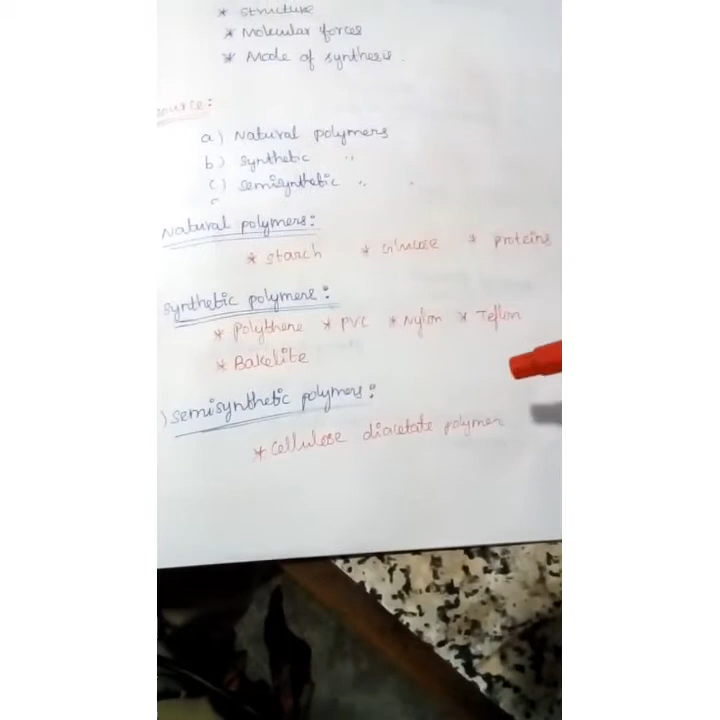 * structure
* Molecular forces
* Mode of synthesis.
source:
a) Natural polymers
b) synthetic "
c) semisynthetic "
Natural polymers:
* starch * * proteins
synthetic polymers:
* polythene * PVC * Nylon * Teflon
* Bakelite
) semisynthetic polymers:
* cellulose diacetate polymer